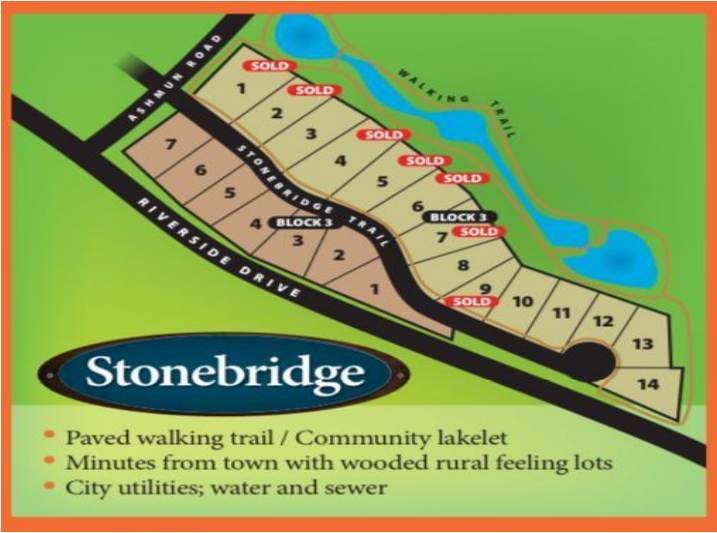 ASHMUN ROAD
WALKING TRAIL
SOLD
1
SOLD
2
3
SOLD
4
SOLD
5
SOLD
6
BLOCK 3
7
SOLD
8
9
SOLD
10
11
12
13
14
STONEBRIDGE TRAIL
7
6
5
4
BLOCK 3
3
2
1
RIVERSIDE DRIVE
Stonebridge
• Paved walking trail / Community lakelet
• Minutes from town with wooded rural feeling lots
• City utilities; water and sewer